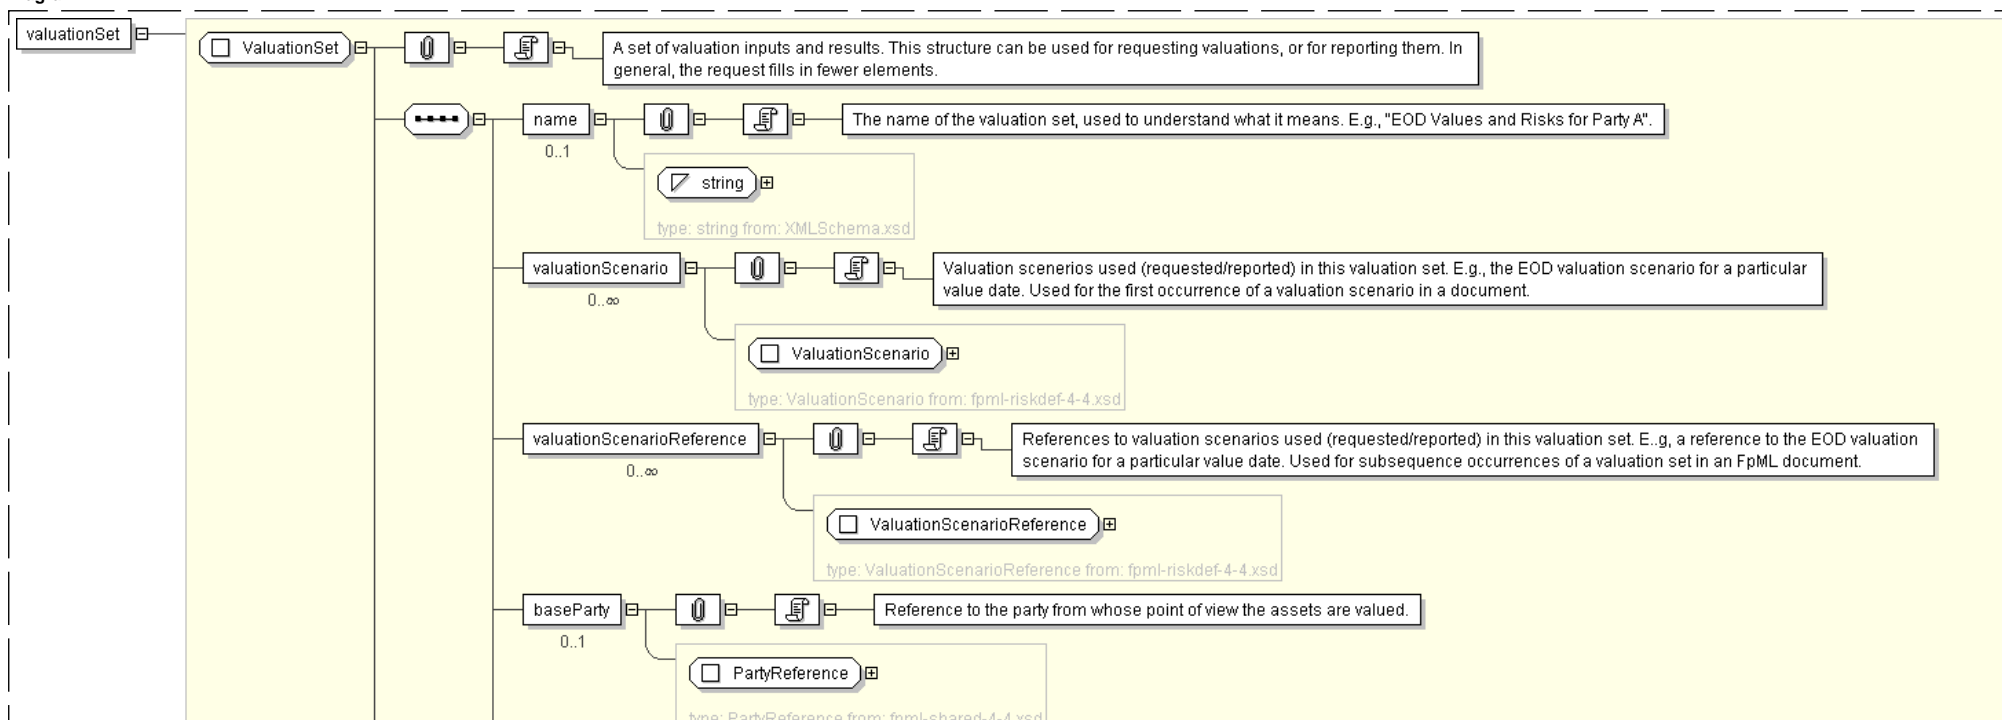 valuationSet
ValuationSet
A set of valuation inputs and results. This structure can be used for requesting valuations, or for reporting them. In
general, the request fills in fewer elements.
name
The name of the valuation set, used to understand what it means. E.g., "EOD Values and Risks for Party A".
0..1
string
type: string from: XMLSchema.xsd
valuationScenario
Valuation scenerios used (requested/reported) in this valuation set. E.g., the EOD valuation scenario for a particular
value date. Used for the first occurrence of a valuation scenario in a document.
0..∞
ValuationScenario
type: ValuationScenario from: fpml-riskdef-4-4.xsd
valuationScenarioReference
References to valuation scenarios used (requested/reported) in this valuation set. E..g, a reference to the EOD valuation
scenario for a particular value date. Used for subsequence occurrences of a valuation set in an FpML document.
0..∞
ValuationScenarioReference
type: ValuationScenarioReference from: fpml-riskdef-4-4.xsd
baseParty
Reference to the party from whose point of view the assets are valued.
0..1
PartyReference
type: PartyReference from: fpml-shared-4-4.xsd